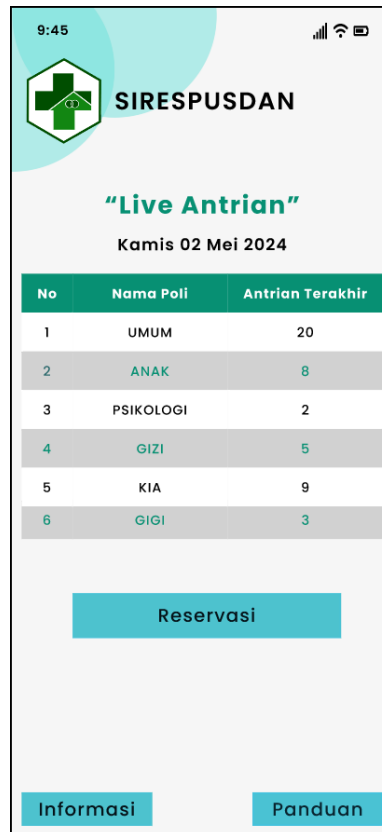 9:45
SIRESPUSDAN
“Live Antrian”
Kamis 02 Mei 2024
No Nama Poli Antrian Terakhir
1 UMUM 20
2 ANAK 8
3 PSIKOLOGI 2
4 GIZI 5
5 KIA 9
6 GIGI 3
Reservasi
Informasi Panduan